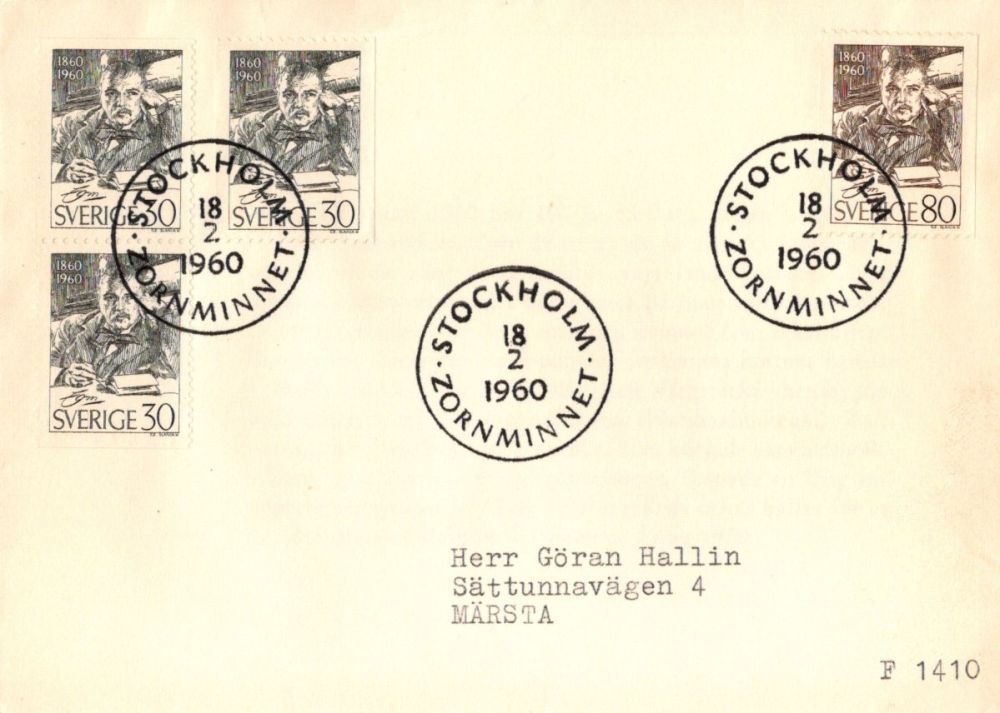 1860
1960
SVERIGE 30
1860
1960
SVERIGE 30
1860
1960
SVERIGE 80
1860
1960
SVERIGE 30
· STOCKHOLM ·
18
2
1960
ZORNMINNET
· STOCKHOLM ·
18
2
1960
ZORNMINNET
· STOCKHOLM ·
18
2
1960
ZORNMINNET
Herr Göran Hallin
Sättunnavägen 4
MÄRSTA
F 1410